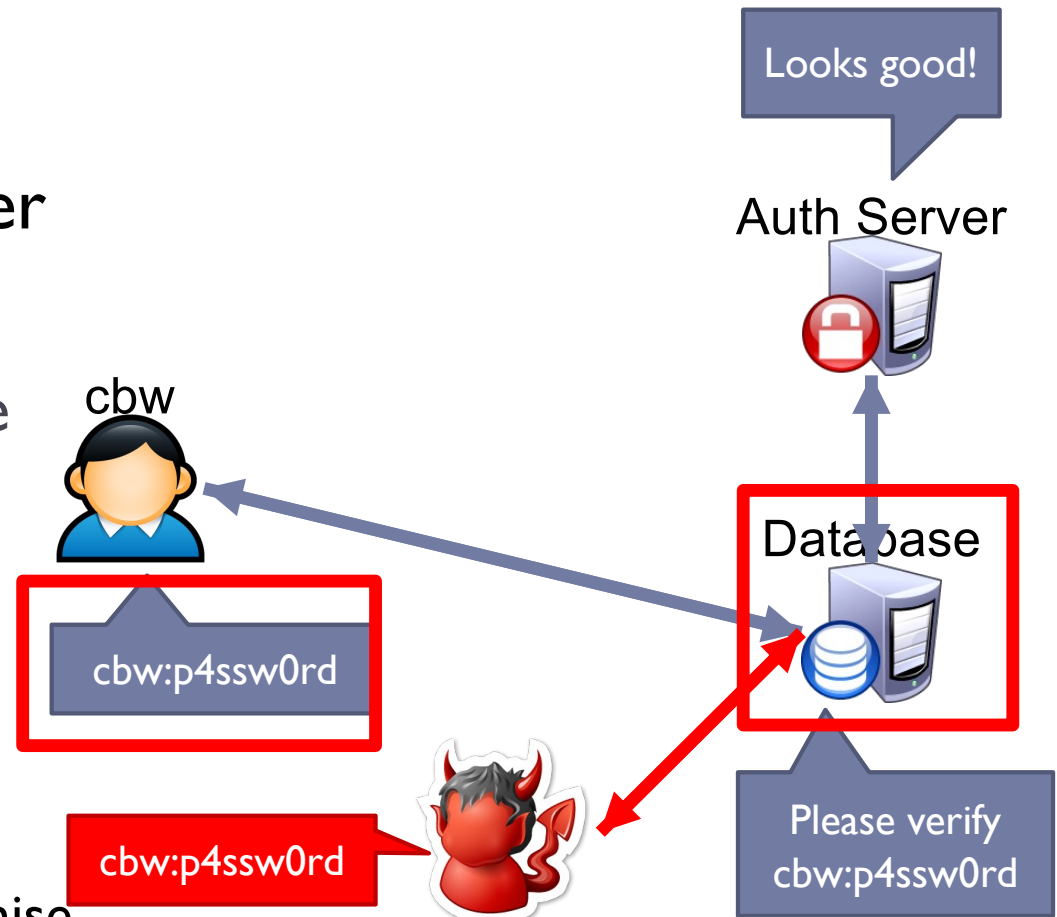 Looks good!
er
Auth Server
e
cbw
Database
cbw:p4ssw0rd
Please verify
cbw:p4ssw0rd
cbw:p4ssw0rd